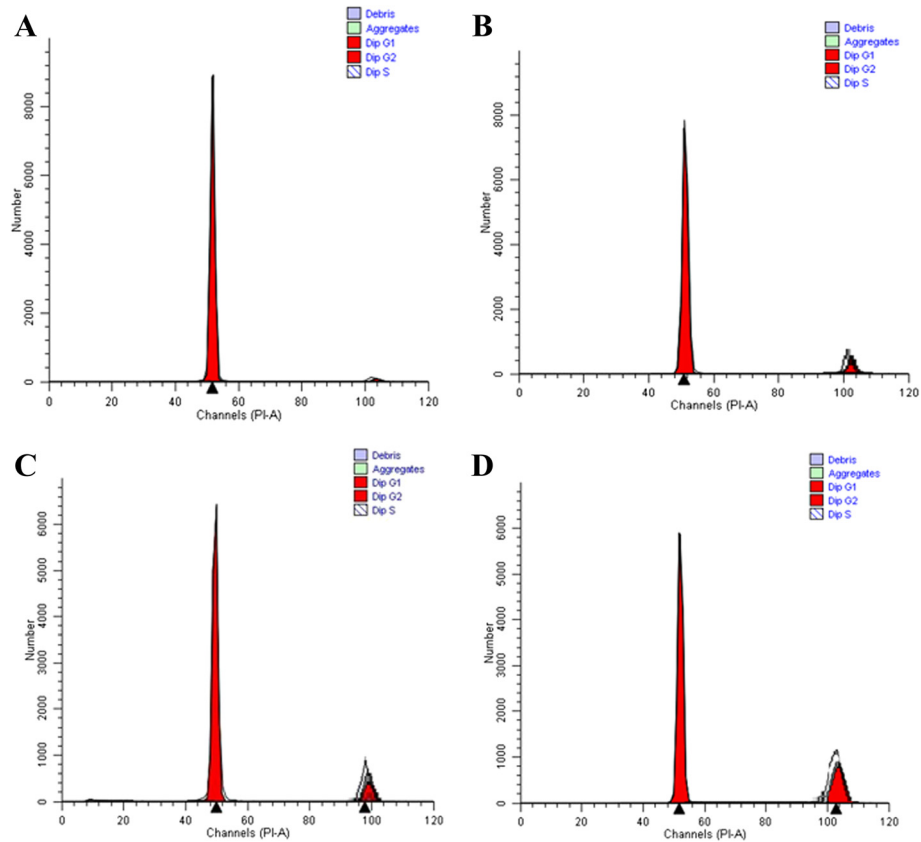 A
Debris
Aggregates
Dip G1
Dip G2
Dip S
Number
0 2000 4000 6000 8000
0 20 40 60 80 100 120
Channels (PI-A)
B
Debris
Aggregates
Dip G1
Dip G2
Dip S
Number
0 2000 4000 6000 8000
0 20 40 60 80 100 120
Channels (PI-A)
C
Debris
Aggregates
Dip G1
Dip G2
Dip S
Number
0 1000 2000 3000 4000 5000 6000
0 20 40 60 80 100 120
Channels (PI-A)
D
Debris
Aggregates
Dip G1
Dip G2
Dip S
Number
0 1000 2000 3000 4000 5000 6000
0 20 40 60 80 100 120
Channels (PI-A)